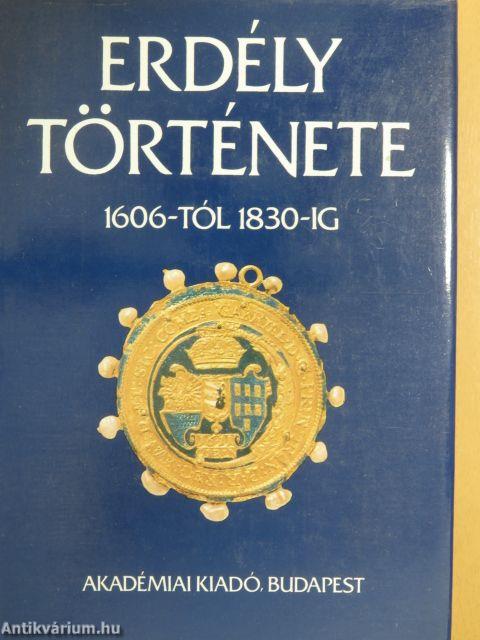 ERDÉLY
TÖRTÉNETE
1606-TÓL 1830-IG
AKADÉMIAI KIADÓ, BUDAPEST
Antikvárium.hu